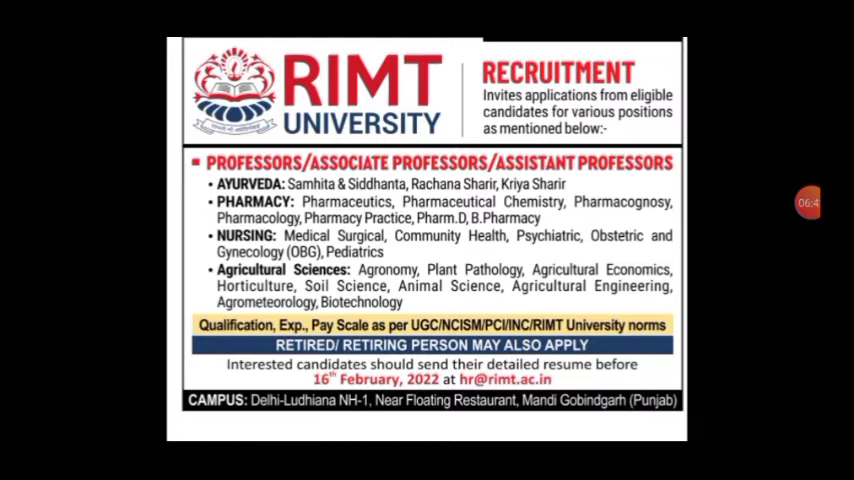 RIMT
UNIVERSITY
RECRUITMENT
Invites applications from eligible
candidates for various positions
as mentioned below:-
PROFESSORS/ASSOCIATE PROFESSORS/ASSISTANT PROFESSORS
• AYURVEDA: Samhita & Siddhanta, Rachana Sharir, Kriya Sharir
• PHARMACY: Pharmaceutics, Pharmaceutical Chemistry, Pharmacognosy,
Pharmacology, Pharmacy Practice, Pharm.D, B.Pharmacy
• NURSING: Medical Surgical, Community Health, Psychiatric, Obstetric and
Gynecology (OBG), Pediatrics
• Agricultural Sciences: Agronomy, Plant Pathology, Agricultural Economics,
Horticulture, Soil Science, Animal Science, Agricultural Engineering,
Agrometeorology, Biotechnology
Qualification, Exp., Pay Scale as per UGC/NCISM/PCI/INC/RIMT University norms
RETIRED/ RETIRING PERSON MAY ALSO APPLY
Interested candidates should send their detailed resume before
16th February, 2022 at hr@rimt.ac.in
CAMPUS: Delhi-Ludhiana NH-1, Near Floating Restaurant, Mandi Gobindgarh (Punjab)
06:4